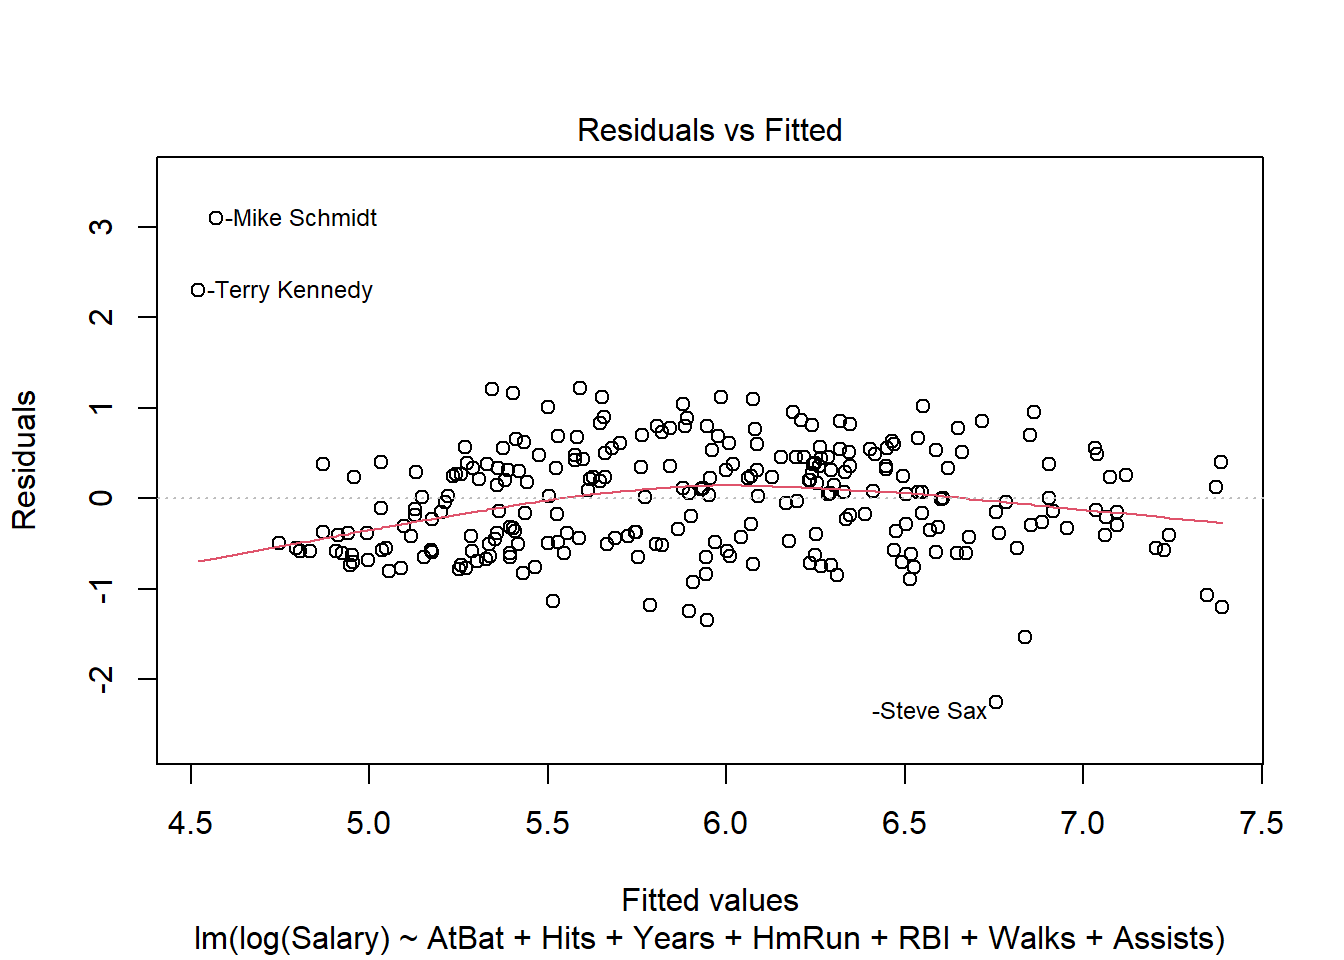 Residuals vs Fitted
Residuals
3
2
1
0
-1
-2
-Mike Schmidt
-Terry Kennedy
-Steve Sax
4.5 5.0 5.5 6.0 6.5 7.0 7.5
Fitted values
lm(log(Salary) ~ AtBat + Hits + Years + HmRun + RBI + Walks + Assists)